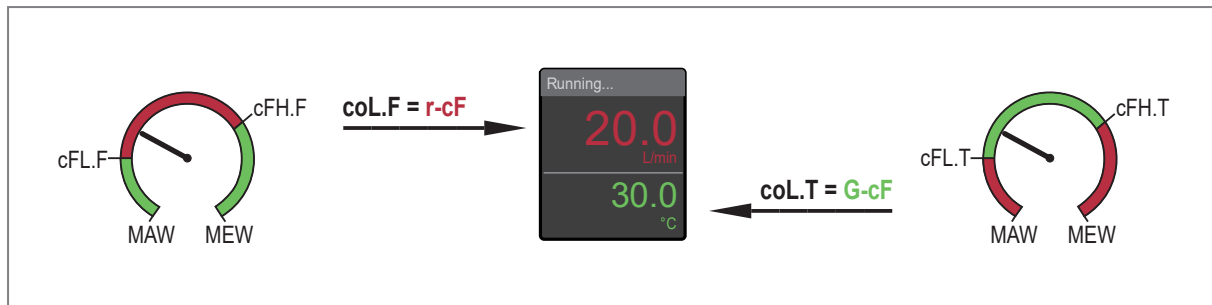 cFH.F
cFL.F
MAW MEW
coL.F = r-cF
Running...
20.0
L/min
30.0
°C
coL.T = G-cF
cFH.T
cFL.T
MAW MEW